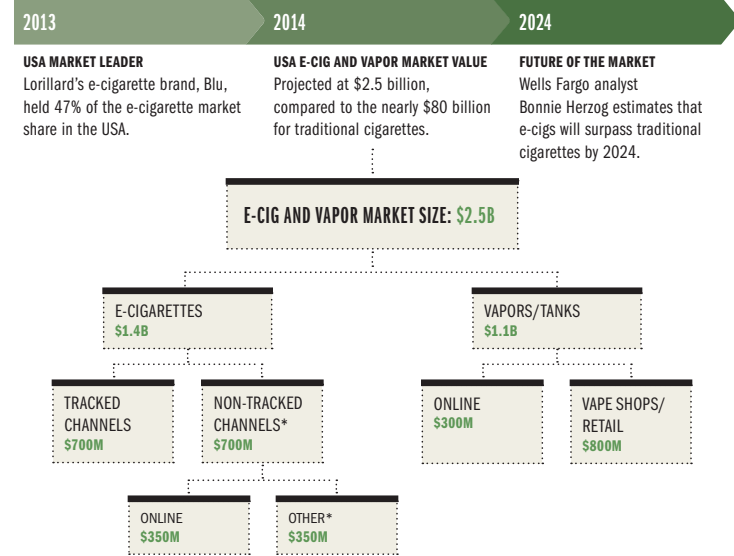 2013
2014
2024
USA MARKET LEADER
Lorillard's e-cigarette brand, Blu,
held 47% of the e-cigarette market
share in the USA.
USA E-CIG AND VAPOR MARKET VALUE
Projected at $2.5 billion,
compared to the nearly $80 billion
for traditional cigarettes.
FUTURE OF THE MARKET
Wells Fargo analyst
Bonnie Herzog estimates that
e-cigs will surpass traditional
cigarettes by 2024.
E-CIG AND VAPOR MARKET SIZE: $2.5B
E-CIGARETTES
$1.4B
VAPORS/TANKS
$1.1B
TRACKED
CHANNELS
$700M
NON-TRACKED
CHANNELS*
$700M
ONLINE
$300M
VAPE SHOPS/
RETAIL
$800M
ONLINE
$350M
OTHER*
$350M